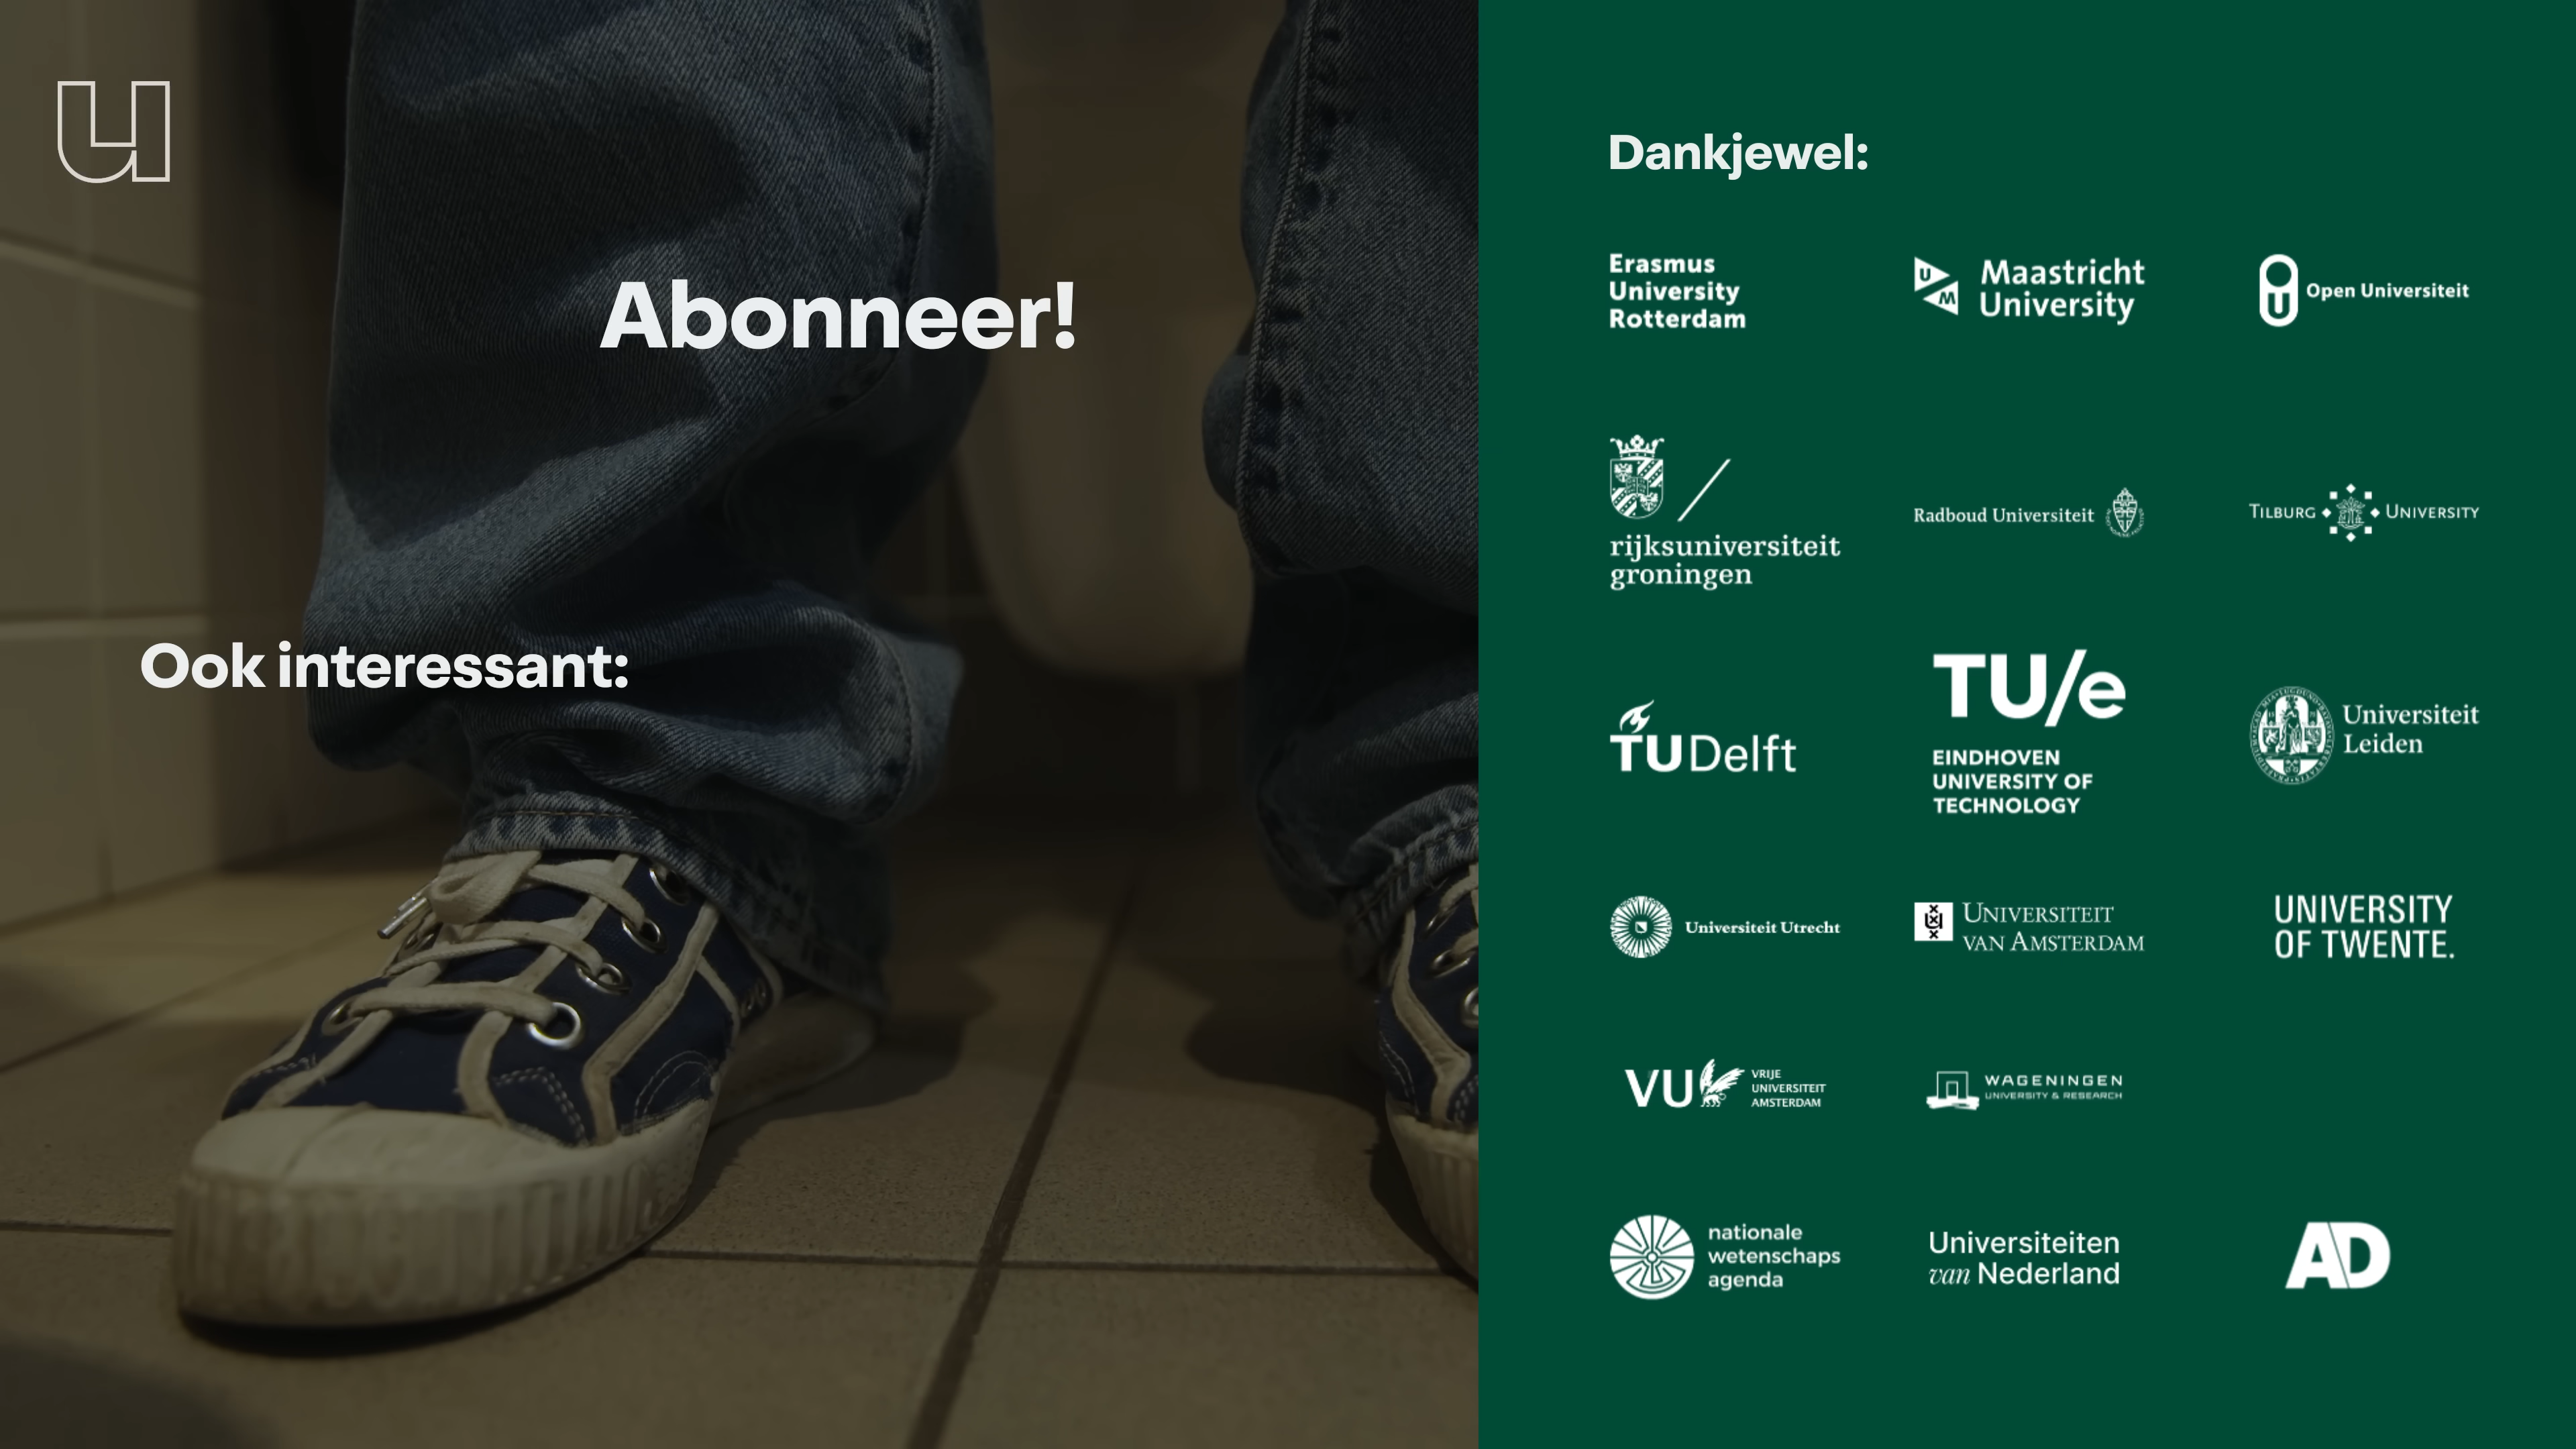 u
Abonneer!
Ook interessant:
Dankjewel:
Erasmus
University
Rotterdam
U
M
Maastricht
University
OU
Open Universiteit
rijksuniversiteit
groningen
Radboud Universiteit
TILBURG
UNIVERSITY
TU Delft
TU/e
EINDHOVEN
UNIVERSITY OF
TECHNOLOGY
Universiteit
Leiden
Universiteit Utrecht
UNIVERSITEIT
VAN AMSTERDAM
UNIVERSITY
OF TWENTE.
VU
VRIJE
UNIVERSITEIT
AMSTERDAM
WAGENINGEN
UNIVERSITY & RESEARCH
nationale
wetenschaps
agenda
Universiteiten
van Nederland
AD